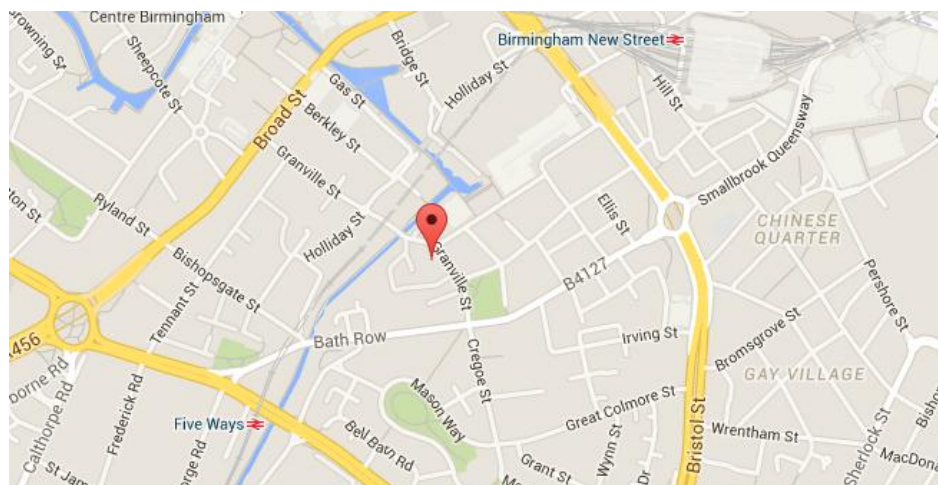 Centre Birmingham
Browning St
Sheepcote St
Bridge St
Birmingham New Street
Holliday St
Hill St
Gas St
Broad St
Berkley St
Granville St
Smallbrook Queensway
Ryland St
Ellis St
CHINESE
QUARTER
Holliday St
Bishopsgate St
Granville St
B4127
Pershore St
Tennant St
Bath Row
Irving St
Bromsgrove St
Cregoe St
GAY VILLAGE
Calthorpe Rd
Frederick Rd
Mason Way
Great Colmore St
Bristol St
Five Ways
Bell Barn Rd
Wrentham St
Wynn St
Sherlock St
Grant St
Dr